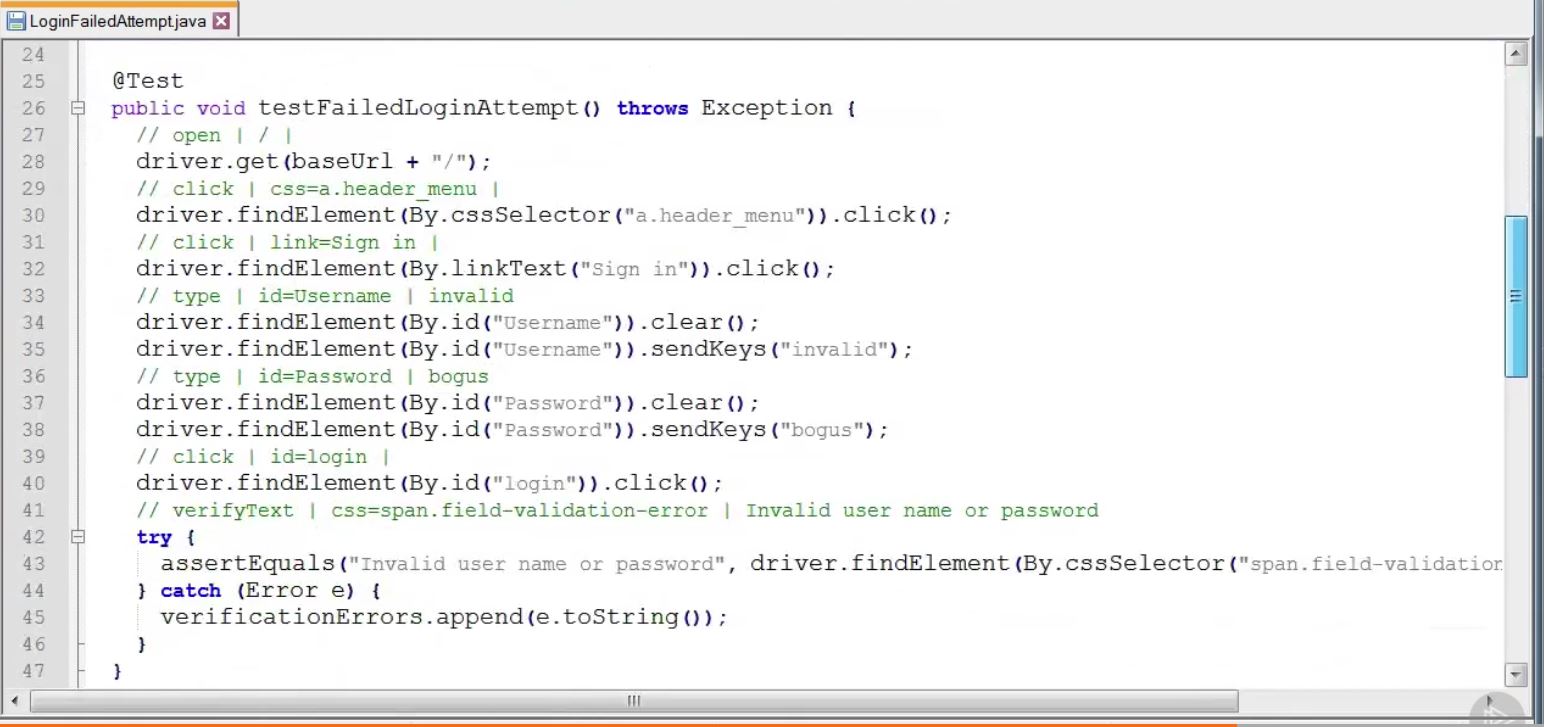 LoginFailedAttempt.java
24
25 @Test
26 public void testFailedLoginAttempt() throws Exception {
27 // open | / |
28 driver.get(baseUrl + "/");
29 // click | css=a.header_menu |
30 driver.findElement(By.cssSelector("a.header_menu")).click();
31 // click | link=Sign in |
32 driver.findElement(By.linkText("Sign in")).click();
33 // type | id=Username | invalid
34 driver.findElement(By.id("Username")).clear();
35 driver.findElement(By.id("Username")).sendKeys("invalid");
36 // type | id=Password | bogus
37 driver.findElement(By.id("Password")).clear();
38 driver.findElement(By.id("Password")).sendKeys("bogus");
39 // click | id=login |
40 driver.findElement(By.id("login")).click();
41 // verifyText | css=span.field-validation-error | Invalid user name or password
42 try {
43 assertEquals("Invalid user name or password", driver.findElement(By.cssSelector("span.field-validation
44 } catch (Error e) {
45 verificationErrors.append(e.toString());
46 }
47 }